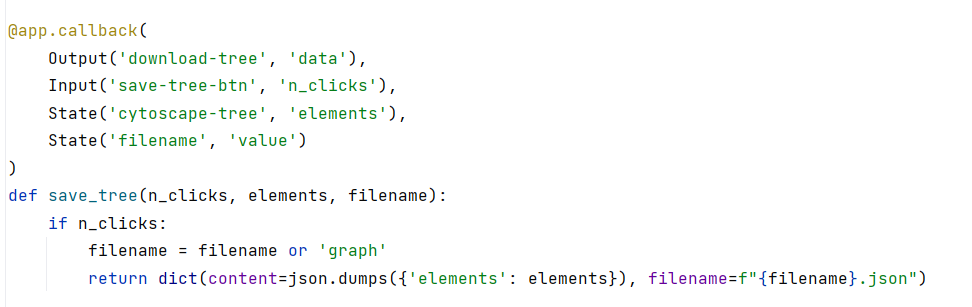 @app.callback(
    Output('download-tree', 'data'),
    Input('save-tree-btn', 'n_clicks'),
    State('cytoscape-tree', 'elements'),
    State('filename', 'value')
)
def save_tree(n_clicks, elements, filename):
    if n_clicks:
        filename = filename or 'graph'
        return dict(content=json.dumps({'elements': elements}), filename=f"{filename}.json")